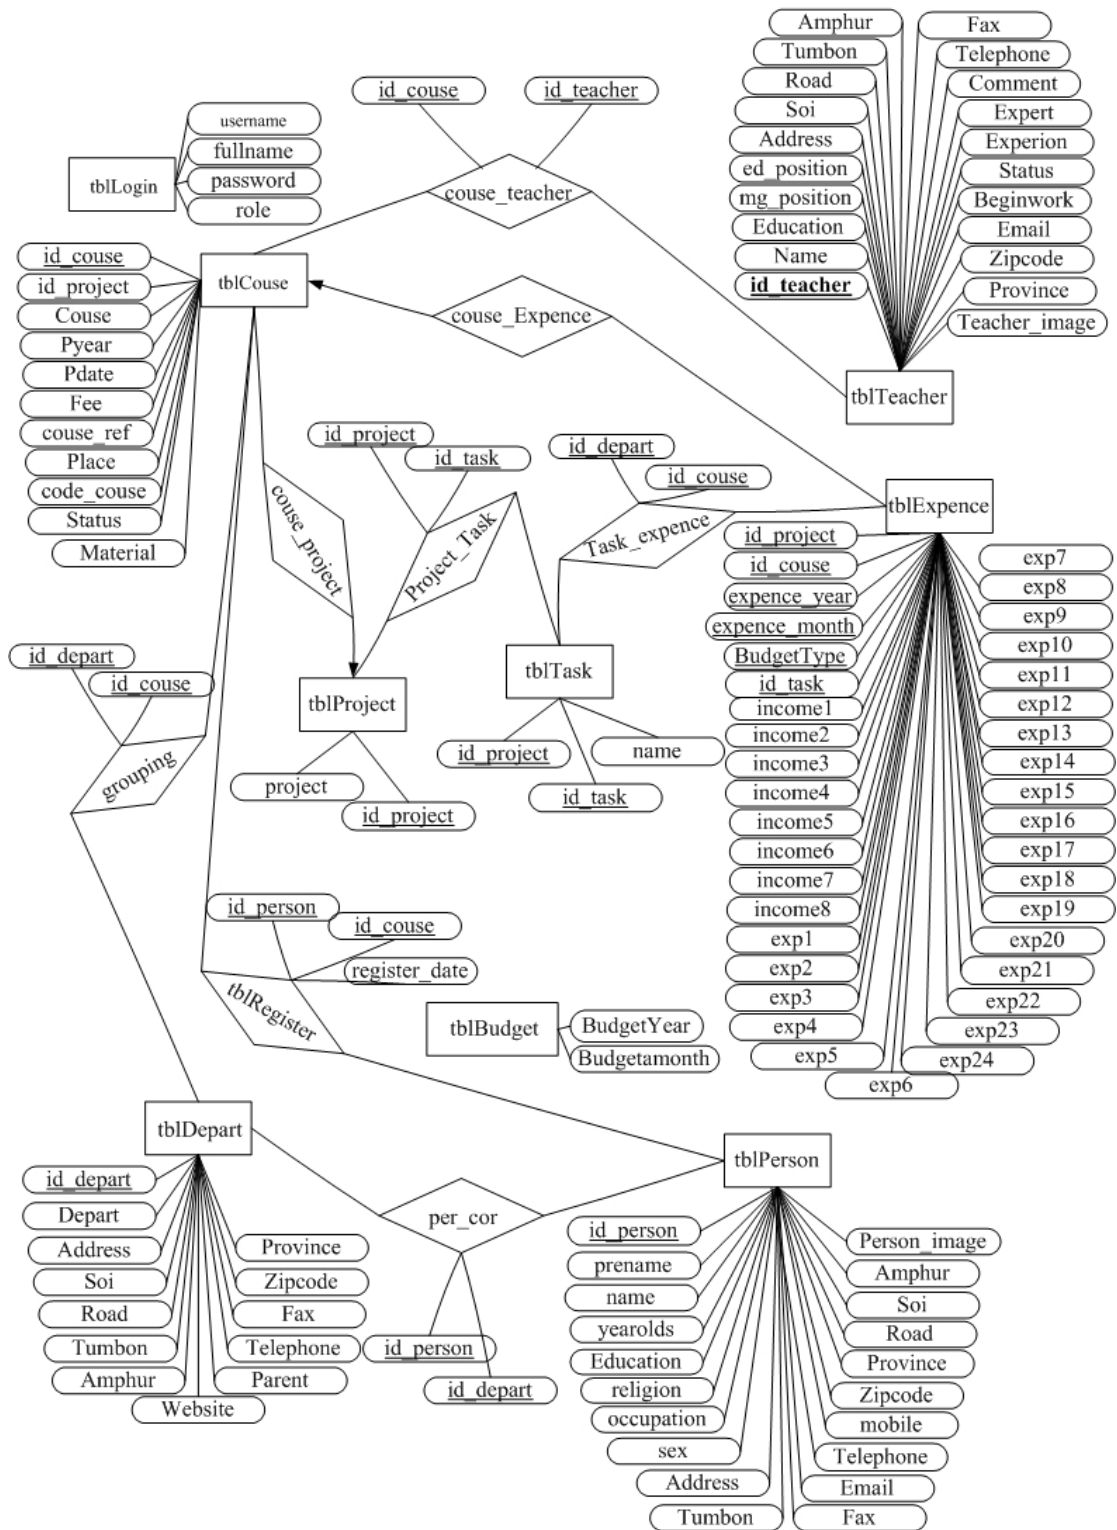 Amphur
Fax
Tumbon
Telephone
Road
Comment
Soi
Expert
Address
Experion
ed_position
Status
mg_position
Beginwork
Education
Email
Name
Zipcode
id_teacher
Province
Teacher_image
tblTeacher
id_couse
id_teacher
couse_teacher
username
fullname
password
role
tblLogin
id_couse
id_project
Couse
Pyear
Pdate
Fee
couse_ref
Place
code_couse
Status
Material
tblCouse
couse_Expence
couse_project
id_project
id_task
Project_Task
id_depart
id_couse
Task_expence
tblExpence
id_project
id_couse
expence_year
expence_month
BudgetType
id_task
income1
income2
income3
income4
income5
income6
income7
income8
exp1
exp2
exp3
exp4
exp5
exp6
exp7
exp8
exp9
exp10
exp11
exp12
exp13
exp14
exp15
exp16
exp17
exp18
exp19
exp20
exp21
exp22
exp23
exp24
tblProject
project
id_project
tblTask
id_project
name
id_task
id_depart
id_couse
grouping
id_person
id_couse
register_date
tblRegister
tblBudget
BudgetYear
Budgetamonth
tblDepart
id_depart
Depart
Address
Soi
Road
Tumbon
Amphur
Website
Province
Zipcode
Fax
Telephone
Parent
per_cor
id_person
id_depart
tblPerson
id_person
prename
name
yearolds
Education
religion
occupation
sex
Address
Tumbon
Person_image
Amphur
Soi
Road
Province
Zipcode
mobile
Telephone
Email
Fax